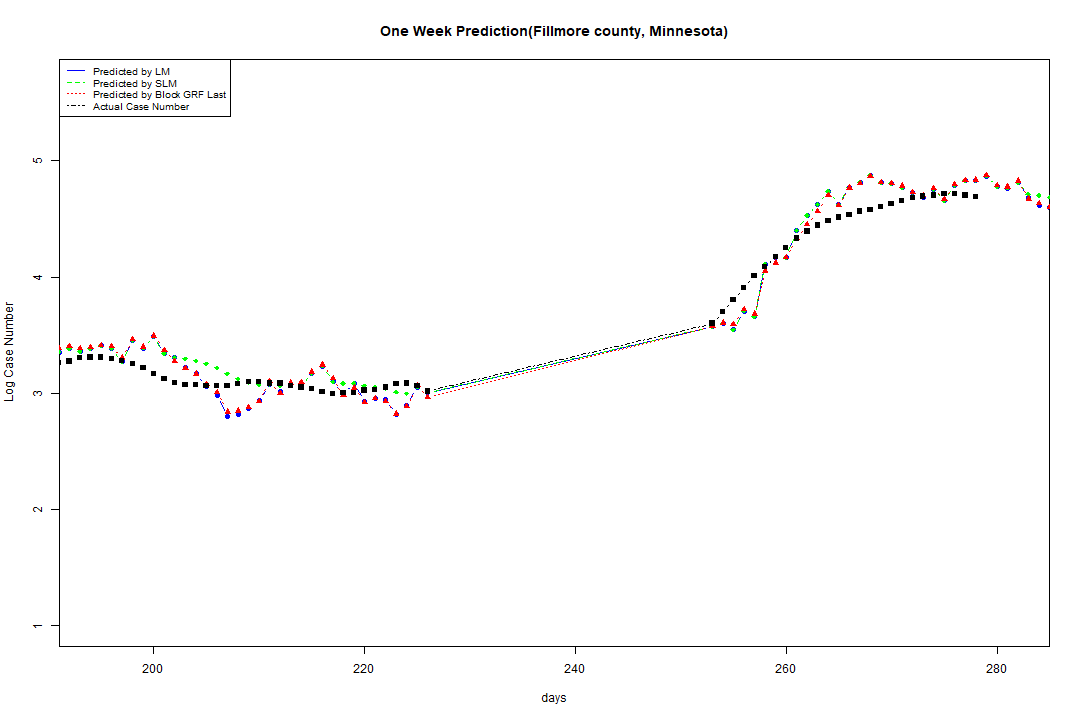 One Week Prediction(Fillmore county, Minnesota)
Predicted by LM
Predicted by SLM
Predicted by Block GRF Last
Actual Case Number
5
4
3
2
1
Log Case Number
200
220
240
260
280
days